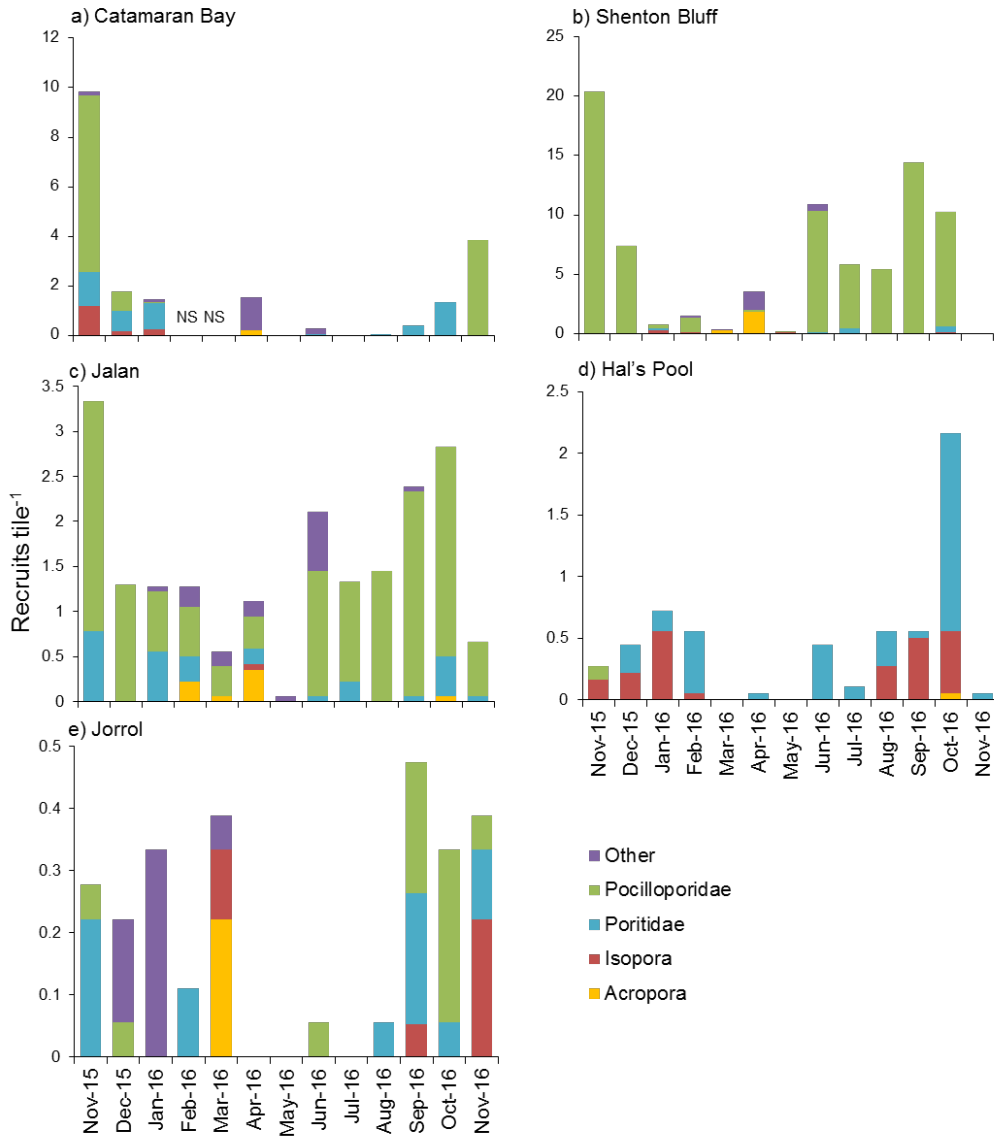 a) Catamaran Bay
12
10
8
6
4
2
0
NS NS
b) Shenton Bluff
25
20
15
10
5
0
c) Jalan
3.5
3
2.5
2
1.5
1
0.5
0
Recruits tile-1
d) Hal's Pool
2.5
2
1.5
1
0.5
0
Nov-15
Dec-15
Jan-16
Feb-16
Mar-16
Apr-16
May-16
Jun-16
Jul-16
Aug-16
Sep-16
Oct-16
Nov-16
e) Jorrol
0.5
0.4
0.3
0.2
0.1
0
Nov-15
Dec-15
Jan-16
Feb-16
Mar-16
Apr-16
May-16
Jun-16
Jul-16
Aug-16
Sep-16
Oct-16
Nov-16
Other
Pocilloporidae
Poritidae
Isopora
Acropora